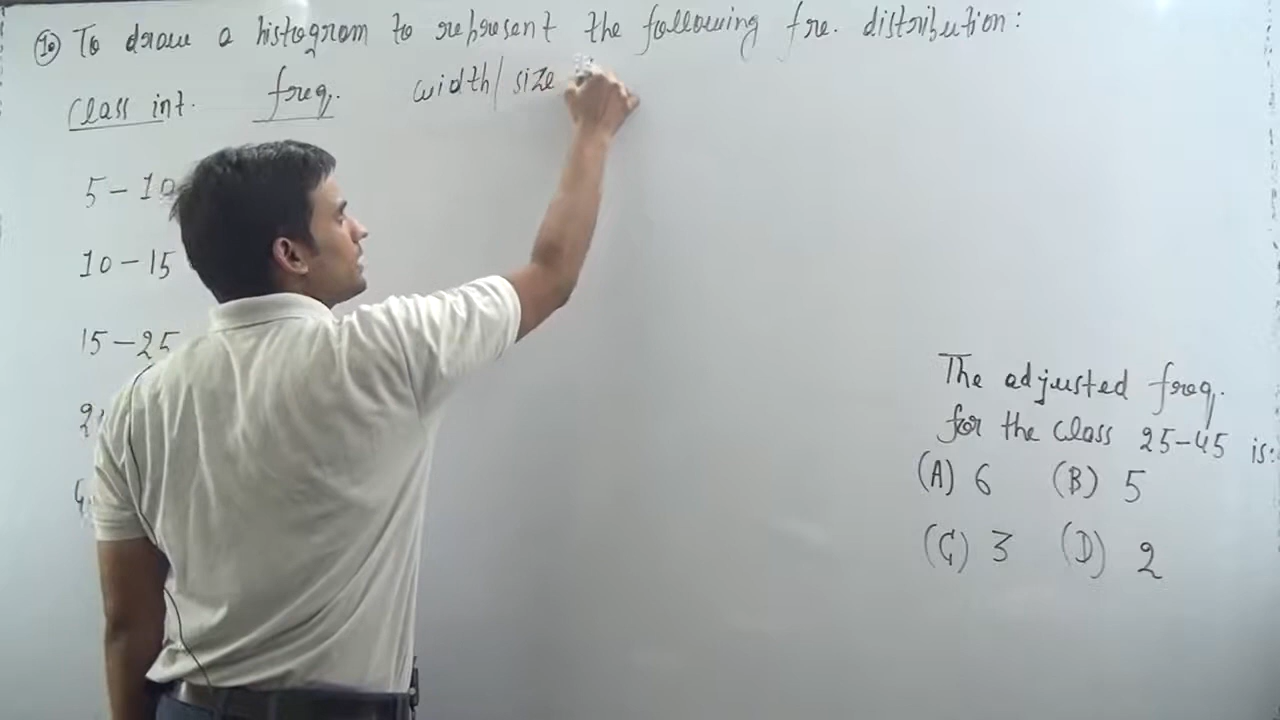 (10) To draw a histogram to represent the following fre. distribution :
Class int. freq. width/size
5 – 10
10 – 15
15 – 25
2
The adjusted freq.
for the class 25–45 is:
(A) 6 (B) 5
(C) 3 (D) 2